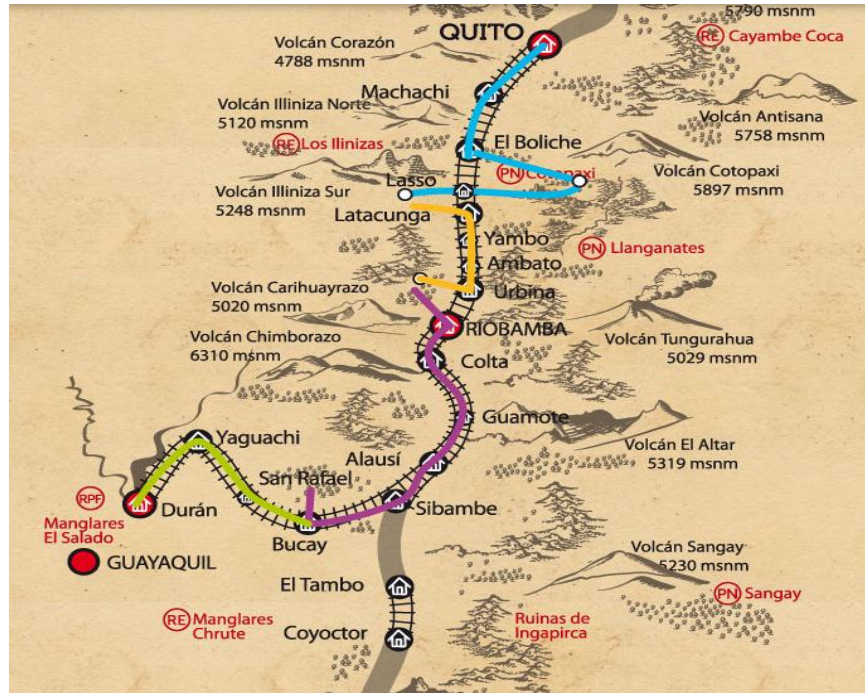 5790 msnm
QUITO
RE Cayambe Coca
Volcán Corazón
4788 msnm
Machachi
Volcán Illiniza Norte
5120 msnm
Volcán Antisana
5758 msnm
RE Los Ilinizas
El Boliche
PN Cotopaxi
Volcán Cotopaxi
5897 msnm
Lasso
Volcán Illiniza Sur
5248 msnm
Latacunga
Yambo
PN Llanganates
Ambato
Urbina
Volcán Carihuayrazo
5020 msnm
RIOBAMBA
Volcán Tungurahua
5029 msnm
Volcán Chimborazo
6310 msnm
Colta
Guamote
Yaguachi
Volcán El Altar
5319 msnm
Alausí
San Rafael
RPF
Manglares
El Salado
Durán
Sibambe
Bucay
GUAYAQUIL
Volcán Sangay
5230 msnm
El Tambo
PN Sangay
RE Manglares
Chrute
Coyoctor
Ruinas de
Ingapirca